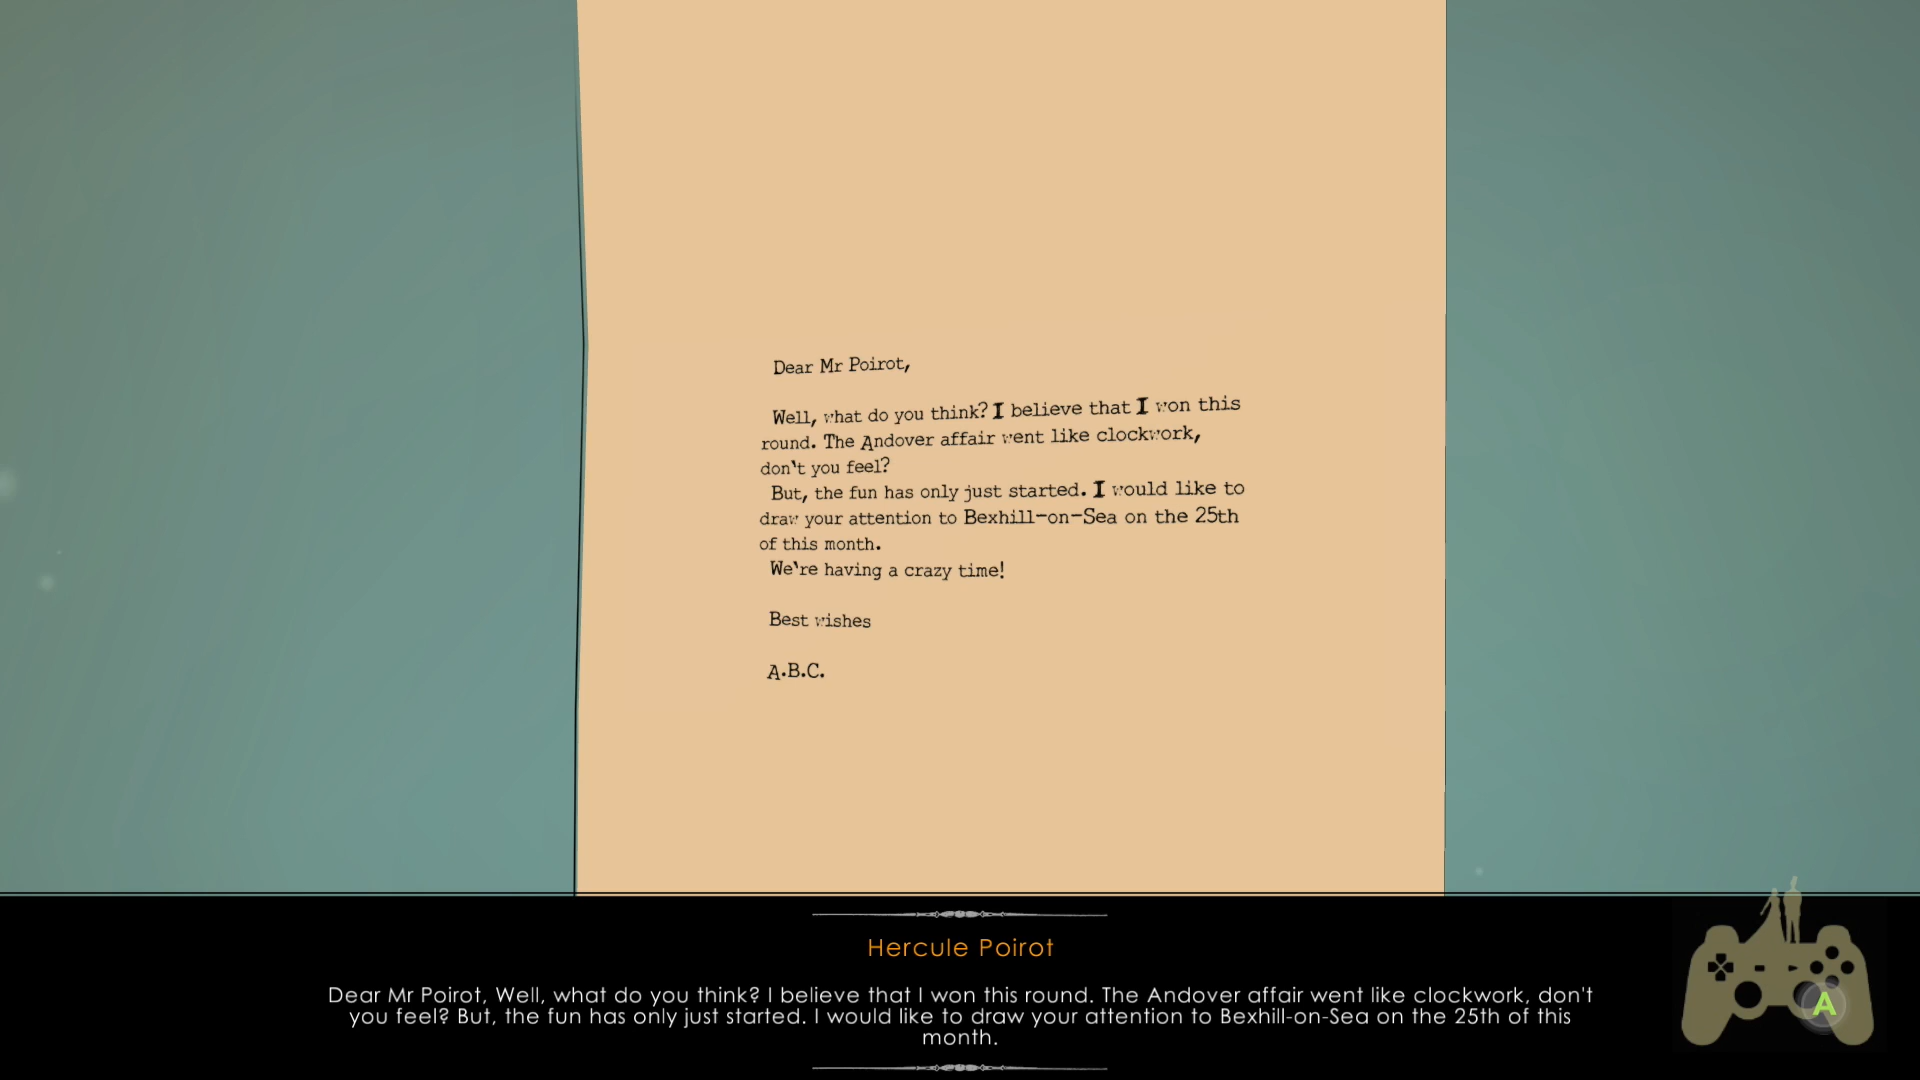 Dear Mr Poirot,
Well, what do you think? I believe that I won this
round. The Andover affair went like clockwork,
don't you feel?
But, the fun has only just started. I would like to
draw your attention to Bexhill-on-Sea on the 25th
of this month.
We're having a crazy time!
Best wishes
A.B.C.
Hercule Poirot
Dear Mr Poirot, Well, what do you think? I believe that I won this round. The Andover affair went like clockwork, don't
you feel? But, the fun has only just started. I would like to draw your attention to Bexhill-on-Sea on the 25th of this
month.
A